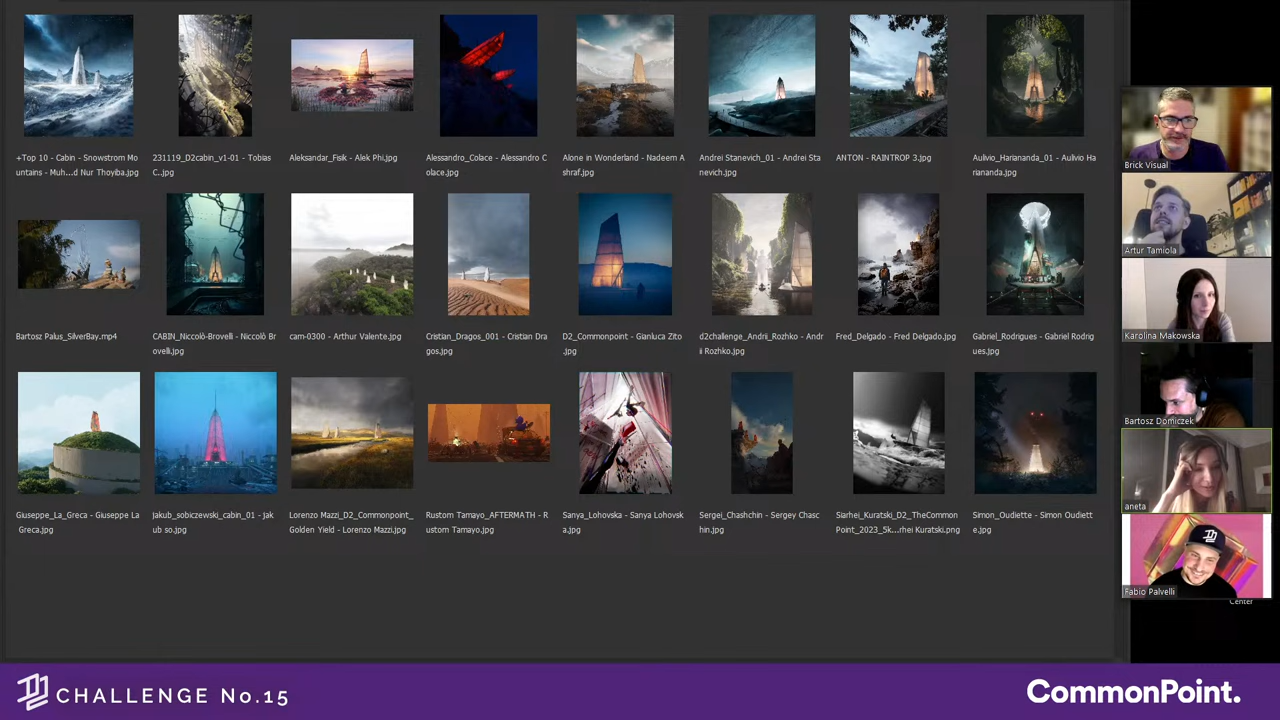 +Top 10 - Cabin - Snowstrom Mo
untains - Muh...d Nur Thoyiba.jpg
231119_D2cabin_v1-01 - Tobias
C..jpg
Aleksandar_Fisik - Alek Phi.jpg
Alessandro_Colace - Alessandro C
olace.jpg
Alone in Wonderland - Nadeem A
shraf.jpg
Andrei Stanevich_01 - Andrei Sta
nevich.jpg
ANTON - RAINTROP 3.jpg
Aulivio_Hariananda_01 - Aulivio Ha
riananda.jpg
Brick Visual
Artur Tamiola
Bartosz Palus_SilverBay.mp4
CABIN_Niccolò-Brovelli - Niccolò Br
ovelli.jpg
cam-0300 - Arthur Valente.jpg
Cristian_Dragos_001 - Cristian Dra
gos.jpg
D2_Commonpoint - Gianluca Zito
.jpg
d2challenge_Andrii_Rozhko - Andr
ii Rozhko.jpg
Fred_Delgado - Fred Delgado.jpg
Gabriel_Rodrigues - Gabriel Rodrig
ues.jpg
Karolina Makowska
Bartosz Domiczek
Giuseppe_La_Greca - Giuseppe La
Greca.jpg
jakub_sobiczewski_cabin_01 - jak
ub so.jpg
Lorenzo Mazzi_D2_Commonpoint_
Golden Yield - Lorenzo Mazzi.jpg
Rustom Tamayo_AFTERMATH - R
ustom Tamayo.jpg
Sanya_Lohovska - Sanya Lohovsk
a.jpg
Sergei_Chashchin - Sergey Chasc
hin.jpg
Siarhei_Kuratski_D2_TheCommon
Point_2023_5k...rhei Kuratski.png
Simon_Oudiette - Simon Oudiett
e.jpg
aneta
Fabio Palvelli
Center
CHALLENGE No.15
CommonPoint.